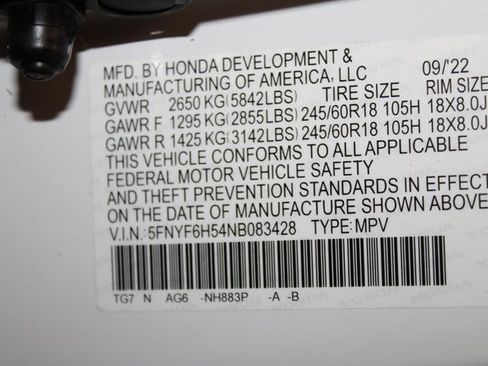 MFD. BY HONDA DEVELOPMENT & 09/'22
MANUFACTURING OF AMERICA, LLC
TIRE SIZE RIM SIZE
GVWR 2650 KG(5842LBS)
GAWR F 1295 KG(2855LBS) 245/60R18 105H 18X8.0J
GAWR R 1425 KG(3142LBS) 245/60R18 105H 18X8.0J
THIS VEHICLE CONFORMS TO ALL APPLICABLE
FEDERAL MOTOR VEHICLE SAFETY
AND THEFT PREVENTION STANDARDS IN EFFECT
ON THE DATE OF MANUFACTURE SHOWN ABOVE.
V.I.N.: 5FNYF6H54NB083428 TYPE: MPV
TG7 N AG6 -NH883P -A -B